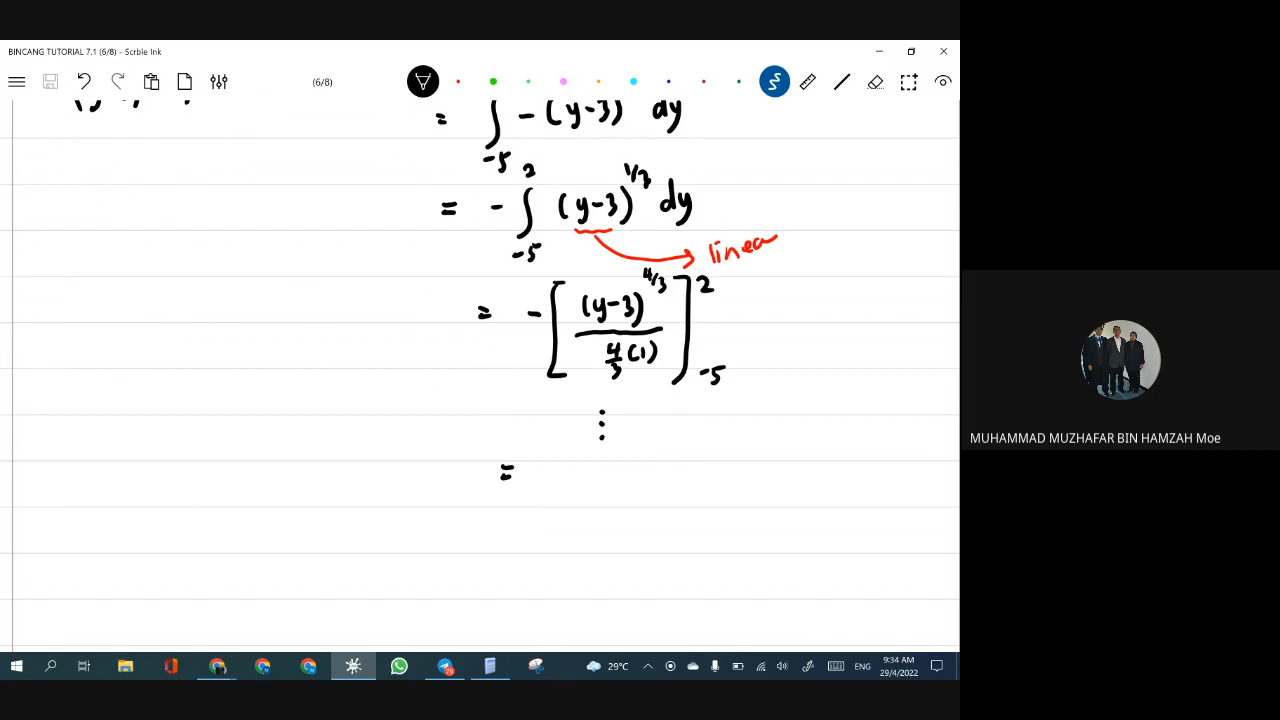 BINCANG TUTORIAL 7.1 (6/8) - Scrble Ink
(6/8)
= ∫ -5 - (y-3) dy
= - ∫ -5 2 (y-3)^1/3 dy
linear
= - [ (y-3)^4/3 / 4/3 (1) ] 2 -5
⋮
=
MUHAMMAD MUZHAFAR BIN HAMZAH Moe
29°C
ENG
9:34 AM
29/4/2022